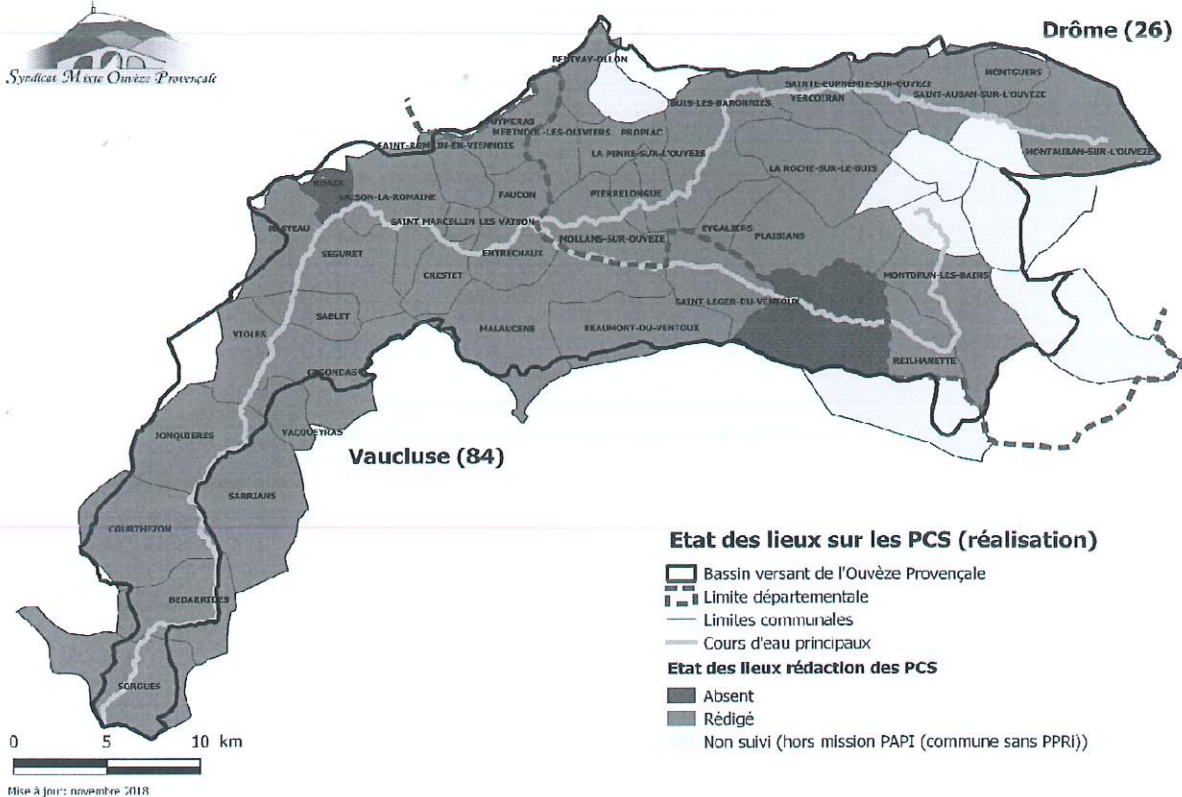 Drôme (26)
Syndicat Mixte Ouvèze Provençale
MONTGUERS
SAINTE-EUPHEMIE-SUR-OUVEZE
SAINT-AUBAN-SUR-L'OUVEZE
BUIS-LES-BARONNIES
VERCOIRAN
MERINDOL-LES-OLIVIERS
PROPIAC
SAINT-ROMAIN-EN-VIENNOIS
LA PENNE-SUR-L'OUVEZE
MONTAUBAN-SUR-L'OUVEZE
LA ROCHE-SUR-LE-BUIS
ROAIX
VAISON-LA-ROMAINE
FAUCON
PIERRELONGUE
RASTEAU
SAINT MARCELLIN LES VAISON
EYGALIERS
PLAISIANS
MOLLANS-SUR-OUVEZE
SEGURET
ENTRECHAUX
CRESTET
MONTBRUN-LES-BAINS
SAINT-LEGER-DU-VENTOUX
SABLET
VIOLES
MALAUCENE
BEAUMONT-DU-VENTOUX
REILHANETTE
GIGONDAS
JONQUIERES
VACQUEYRAS
Vaucluse (84)
SARRIANS
COURTHEZON
BEDARRIDES
SORGUES
Etat des lieux sur les PCS (réalisation)
Bassin versant de l'Ouvèze Provençale
Limite départementale
Limites communales
Cours d'eau principaux
Etat des lieux rédaction des PCS
Absent
Rédigé
Non suivi (hors mission PAPI (commune sans PPRi))
0 5 10 km
Mise à jour: novembre 2018